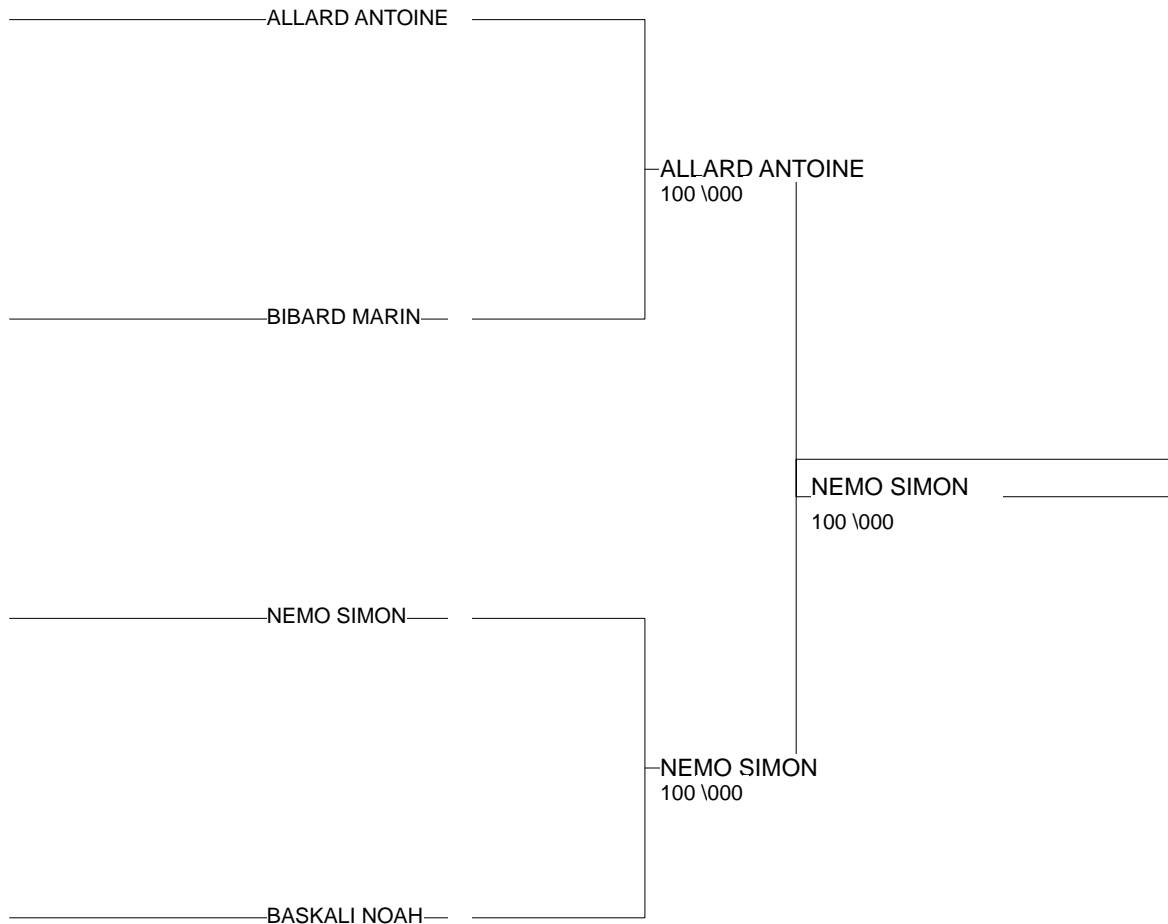 ALLARD ANTOINE
ALLARD ANTOINE
100 \000
BIBARD MARIN
NEMO SIMON
100 \000
NEMO SIMON
NEMO SIMON
100 \000
BASKALI NOAH